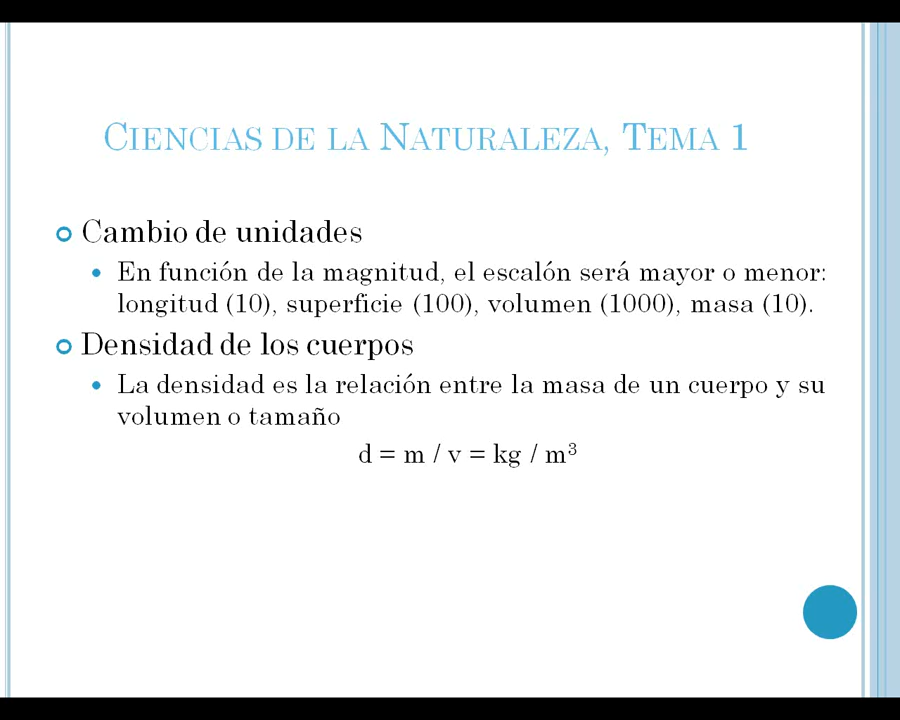 Ciencias de la Naturaleza, Tema 1
Cambio de unidades
En función de la magnitud, el escalón será mayor o menor:
longitud (10), superficie (100), volumen (1000), masa (10).
Densidad de los cuerpos
La densidad es la relación entre la masa de un cuerpo y su
volumen o tamaño
d = m / v = kg / m³